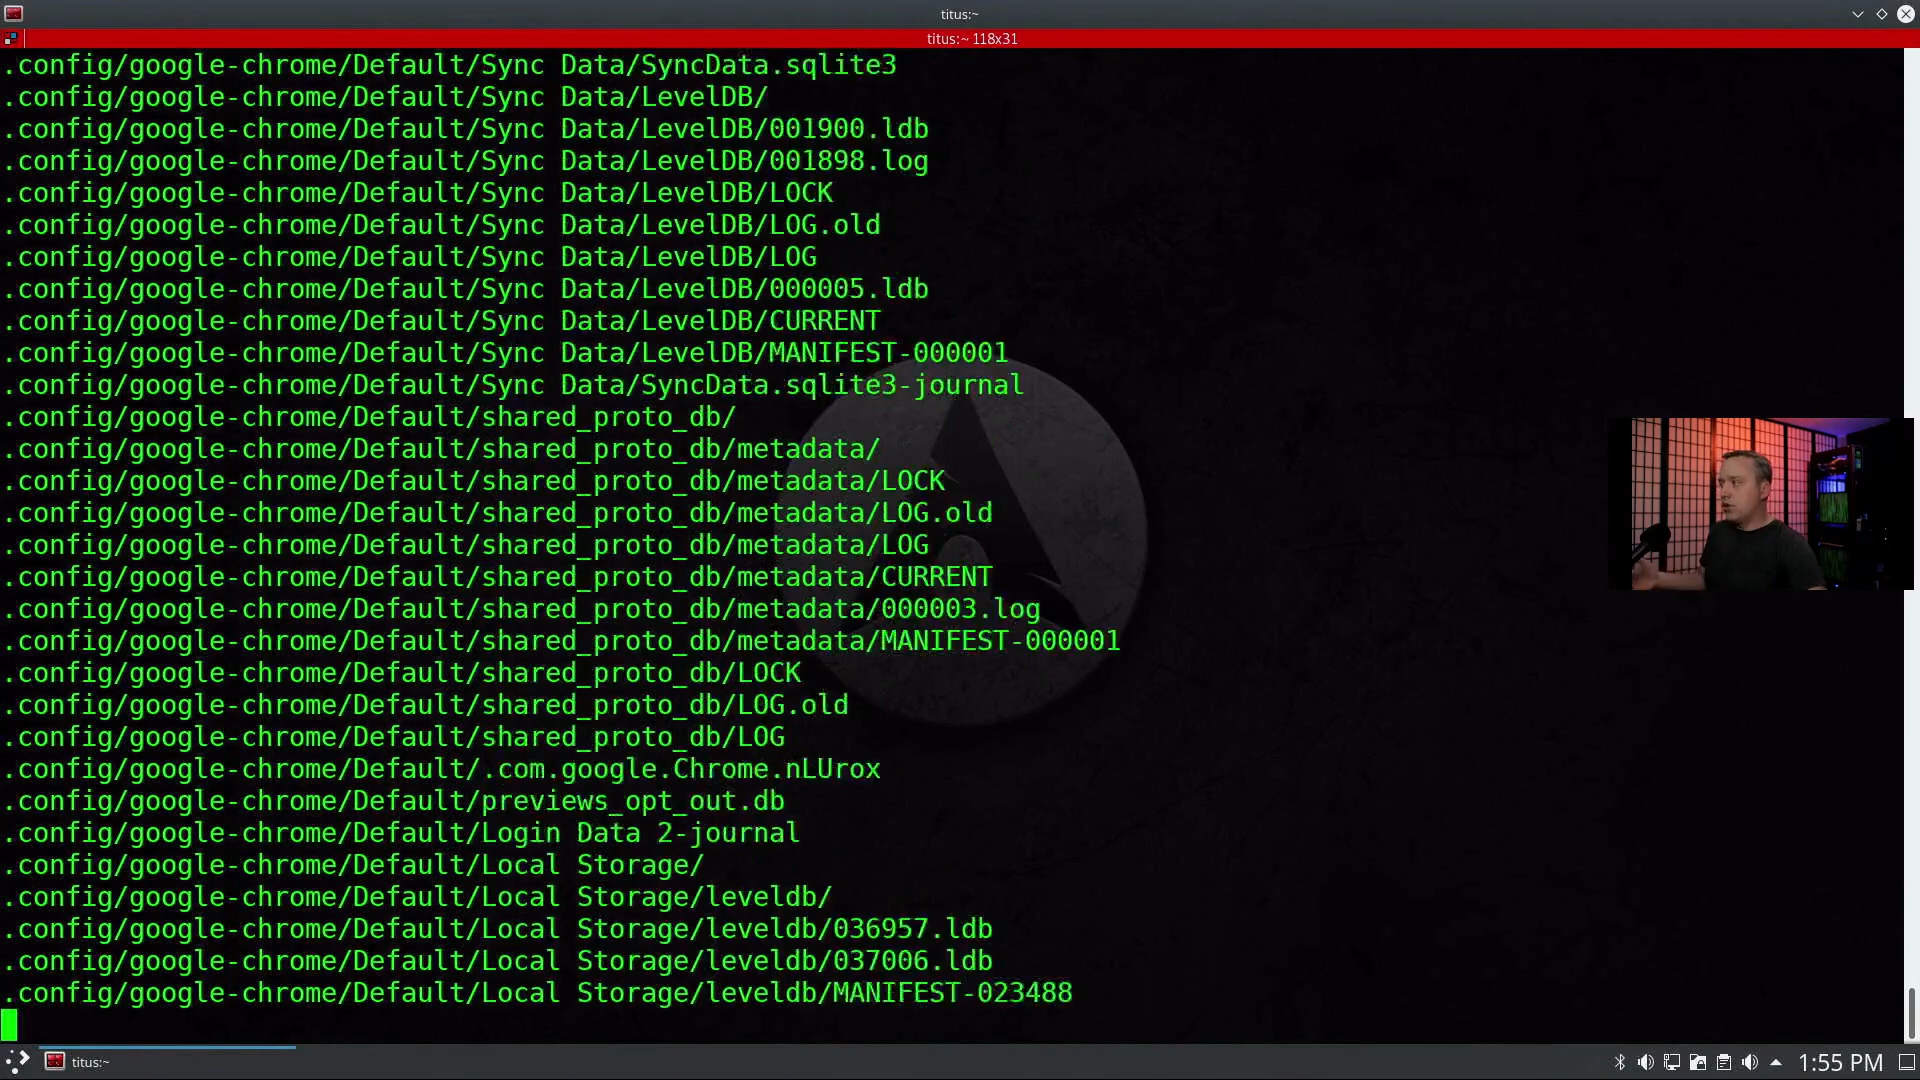 titus:~
titus:~ 118x31
.config/google-chrome/Default/Sync Data/SyncData.sqlite3
.config/google-chrome/Default/Sync Data/LevelDB/
.config/google-chrome/Default/Sync Data/LevelDB/001900.ldb
.config/google-chrome/Default/Sync Data/LevelDB/001898.log
.config/google-chrome/Default/Sync Data/LevelDB/LOCK
.config/google-chrome/Default/Sync Data/LevelDB/LOG.old
.config/google-chrome/Default/Sync Data/LevelDB/LOG
.config/google-chrome/Default/Sync Data/LevelDB/000005.ldb
.config/google-chrome/Default/Sync Data/LevelDB/CURRENT
.config/google-chrome/Default/Sync Data/LevelDB/MANIFEST-000001
.config/google-chrome/Default/Sync Data/SyncData.sqlite3-journal
.config/google-chrome/Default/shared_proto_db/
.config/google-chrome/Default/shared_proto_db/metadata/
.config/google-chrome/Default/shared_proto_db/metadata/LOCK
.config/google-chrome/Default/shared_proto_db/metadata/LOG.old
.config/google-chrome/Default/shared_proto_db/metadata/LOG
.config/google-chrome/Default/shared_proto_db/metadata/CURRENT
.config/google-chrome/Default/shared_proto_db/metadata/000003.log
.config/google-chrome/Default/shared_proto_db/metadata/MANIFEST-000001
.config/google-chrome/Default/shared_proto_db/LOCK
.config/google-chrome/Default/shared_proto_db/LOG.old
.config/google-chrome/Default/shared_proto_db/LOG
.config/google-chrome/Default/.com.google.Chrome.nLUrox
.config/google-chrome/Default/previews_opt_out.db
.config/google-chrome/Default/Login Data 2-journal
.config/google-chrome/Default/Local Storage/
.config/google-chrome/Default/Local Storage/leveldb/
.config/google-chrome/Default/Local Storage/leveldb/036957.ldb
.config/google-chrome/Default/Local Storage/leveldb/037006.ldb
.config/google-chrome/Default/Local Storage/leveldb/MANIFEST-023488
titus:~
1:55 PM